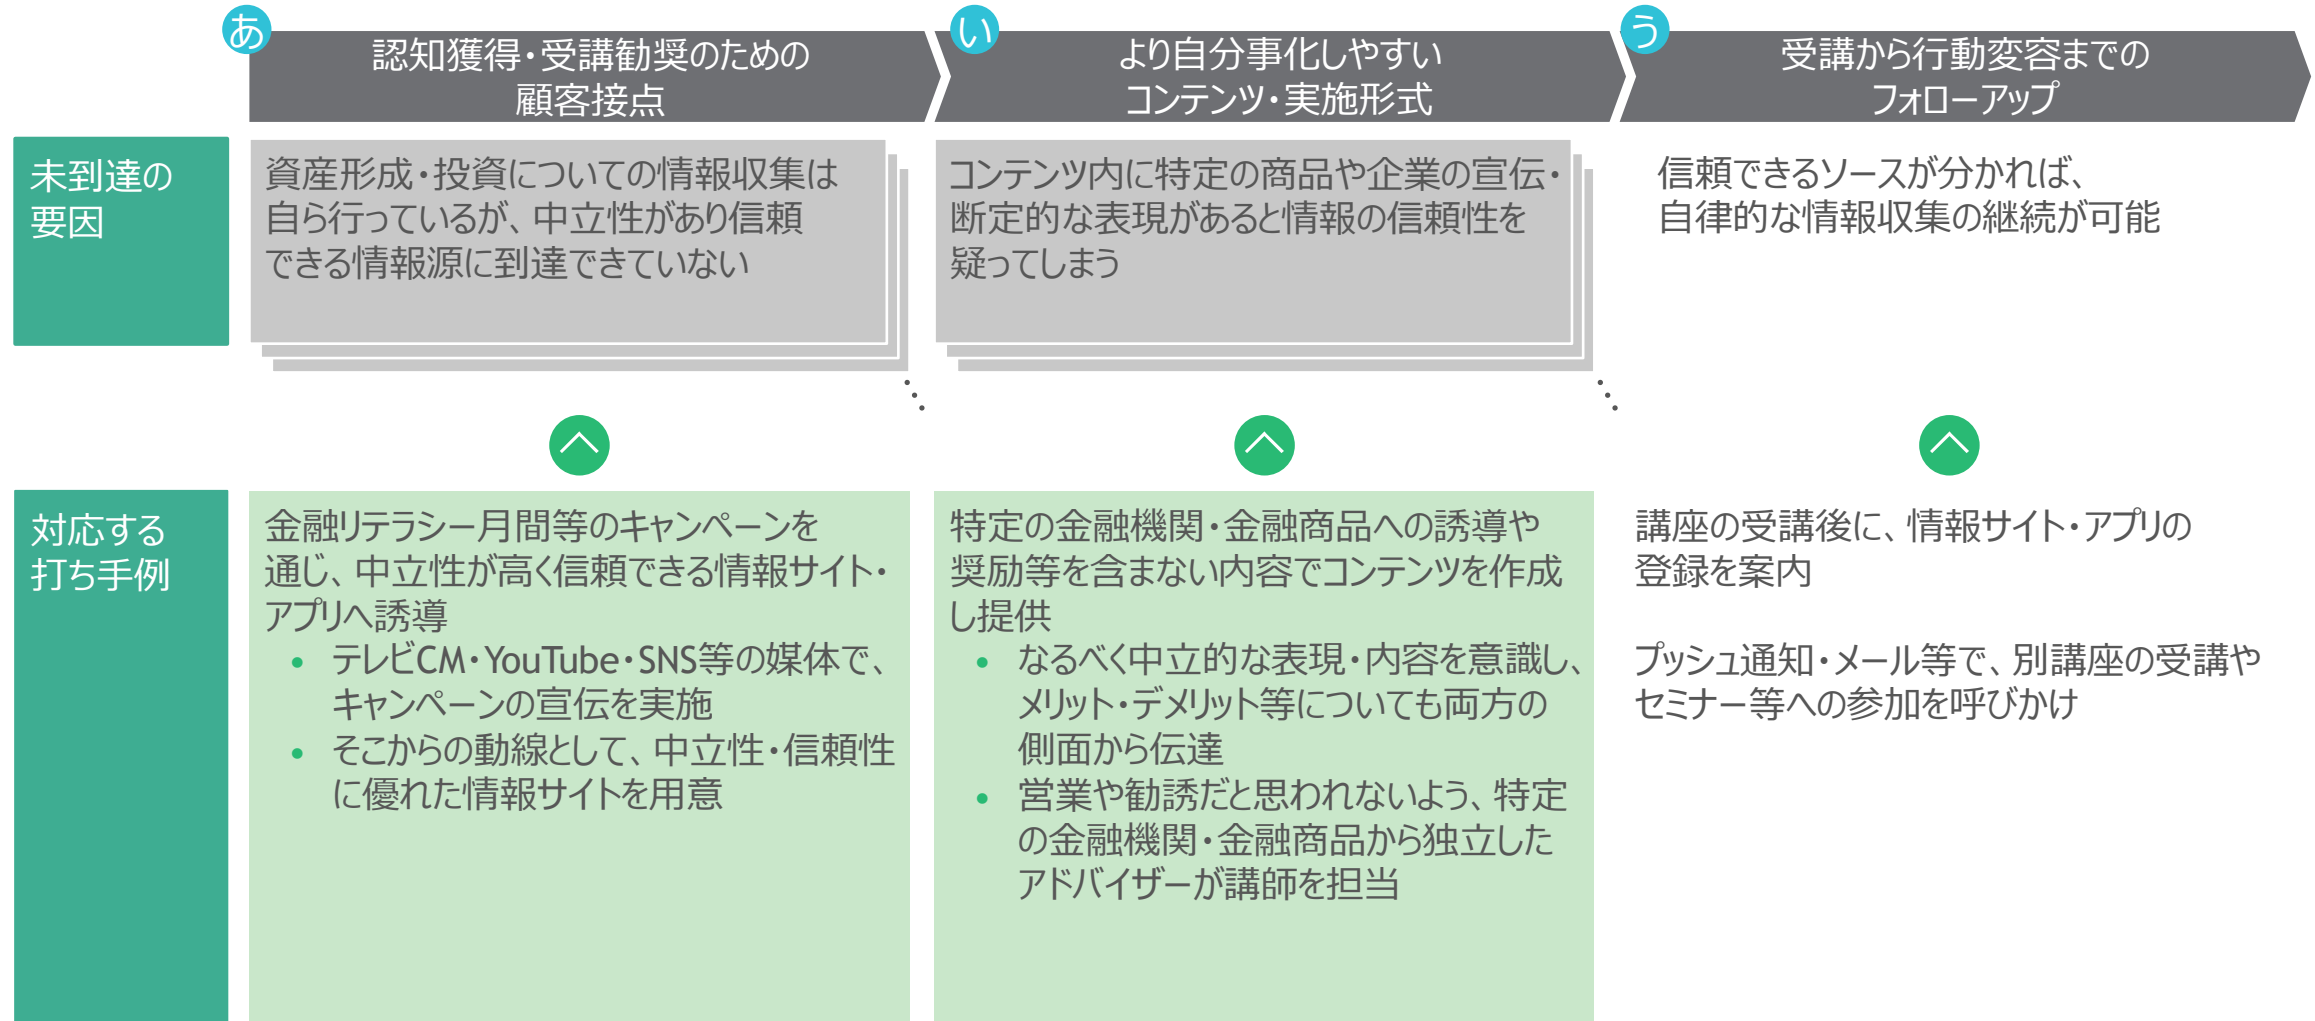 あ
認知獲得・受講勧奨のための
顧客接点
い
より自分事化しやすい
コンテンツ・実施形式
う
受講から行動変容までの
フォローアップ
未到達の
要因
資産形成・投資についての情報収集は
自ら行っているが、中立性があり信頼
できる情報源に到達できていない
コンテンツ内に特定の商品や企業の宣伝・
断定的な表現があると情報の信頼性を
疑ってしまう
信頼できるソースが分かれば、
自律的な情報収集の継続が可能
対応する
打ち手例
金融リテラシー月間等のキャンペーンを
通じ、中立性が高く信頼できる情報サイト・
アプリへ誘導
• テレビCM・YouTube・SNS等の媒体で、
キャンペーンの宣伝を実施
• そこからの動線として、中立性・信頼性
に優れた情報サイトを用意
特定の金融機関・金融商品への誘導や
奨励等を含まない内容でコンテンツを作成
し提供
• なるべく中立的な表現・内容を意識し、
メリット・デメリット等についても両方の
側面から伝達
• 営業や勧誘だと思われないよう、特定
の金融機関・金融商品から独立した
アドバイザーが講師を担当
講座の受講後に、情報サイト・アプリの
登録を案内
プッシュ通知・メール等で、別講座の受講や
セミナー等への参加を呼びかけ